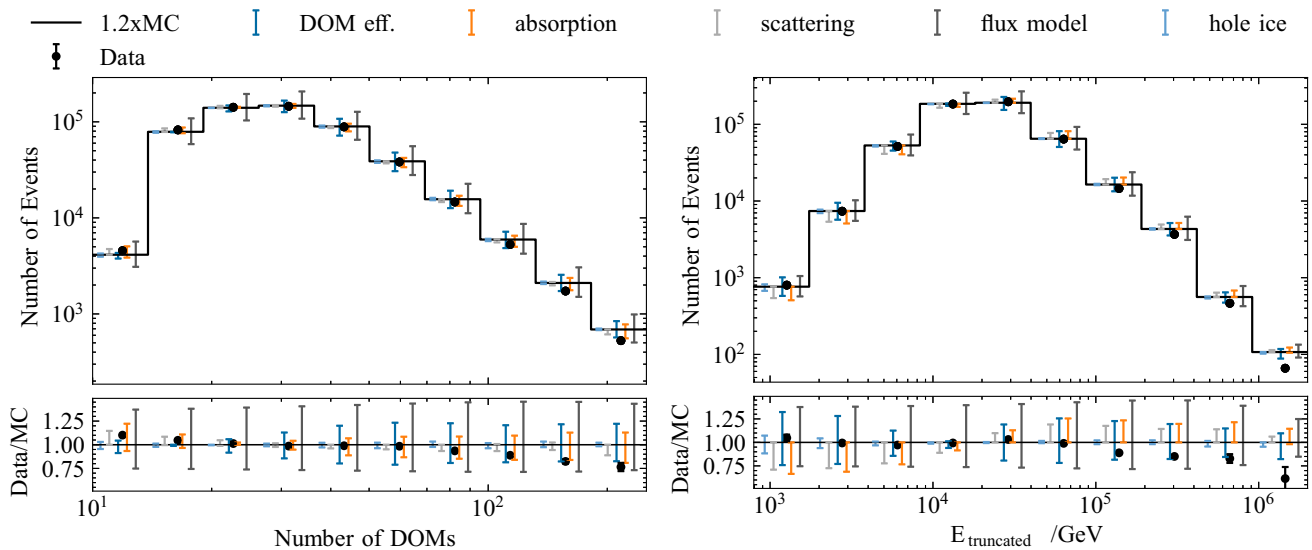 1.2xMC DOM eff. absorption scattering flux model hole ice
Data
Number of Events
10^5
10^4
10^3
Data/MC
1.25
1.00
0.75
10^1 10^2
Number of DOMs
Number of Events
10^5
10^4
10^3
10^2
Data/MC
1.25
1.00
0.75
10^3 10^4 10^5 10^6
E_truncated /GeV